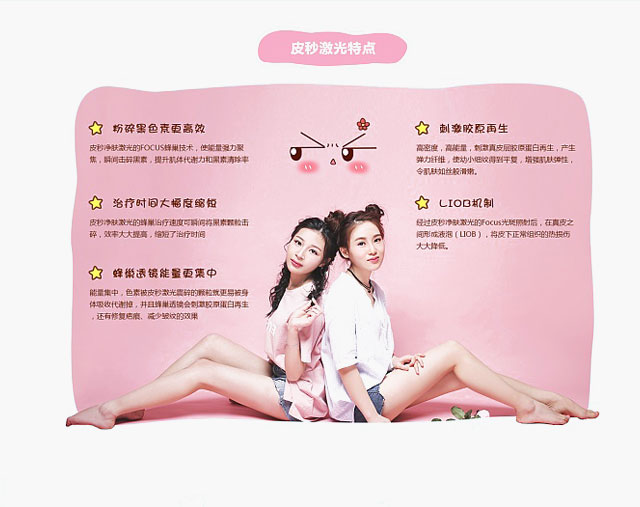 皮秒激光特点
粉碎黑色素更高效
皮秒净肤激光的FOCUS蜂巢技术，使能量强力聚
焦，瞬间击碎黑素，提升肌体代谢力和黑素清除率
治疗时间大幅度缩短
皮秒净肤激光的蜂巢治疗速度可瞬间将黑素颗粒击
碎，效率大大提高，缩短了治疗时间
蜂巢透镜能量更集中
能量集中，色素被皮秒激光震碎的颗粒就更易被身
体吸收代谢掉，并且蜂巢透镜会刺激胶原蛋白再生
，还有修复疤痕、减少皱纹的效果
刺激胶原再生
高密度，高能量，刺激真皮层胶原蛋白再生，产生
弹力纤维，使幼小细纹得到平复，增强肌肤弹性，
令肌肤如丝般滑嫩。
LIOB机制
经过皮秒净肤激光的Focus光斑照射后，在真皮之
间形成液泡（LIOB），将皮下正常组织的热损伤
大大降低。